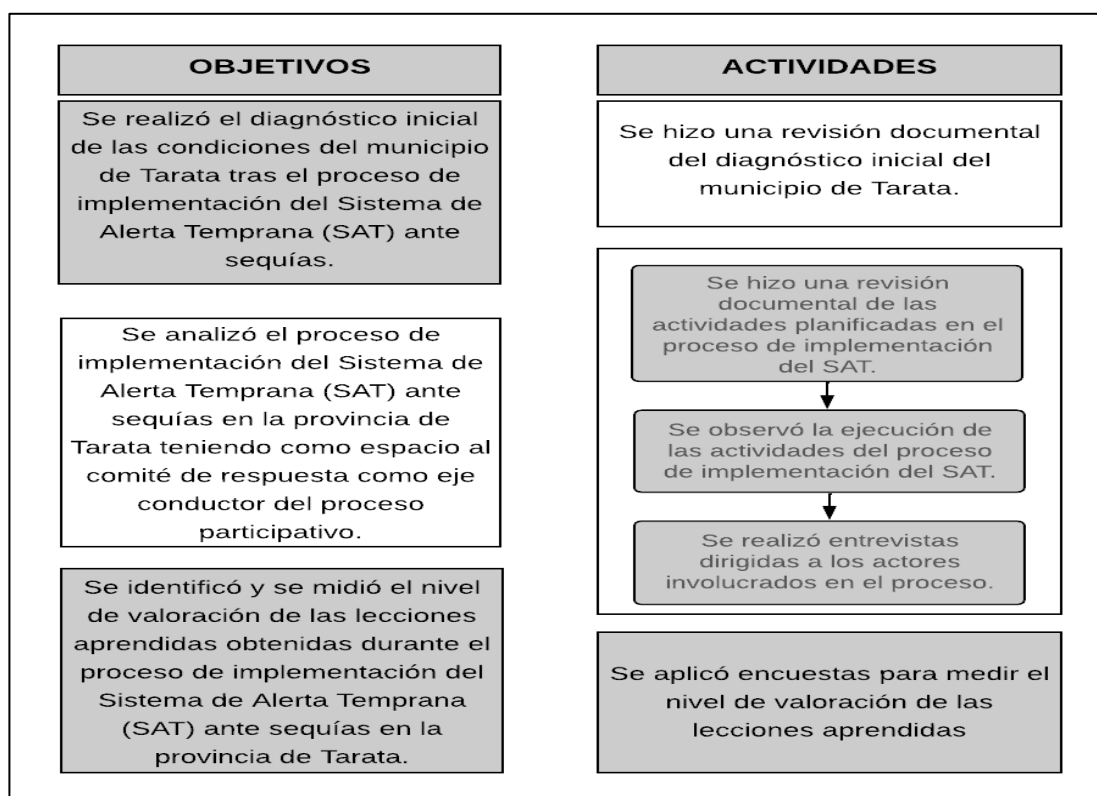 OBJETIVOS
Se realizó el diagnóstico inicial
de las condiciones del municipio
de Tarata tras el proceso de
implementación del Sistema de
Alerta Temprana (SAT) ante
sequías.
Se analizó el proceso de
implementación del Sistema de
Alerta Temprana (SAT) ante
sequías en la provincia de
Tarata teniendo como espacio al
comité de respuesta como eje
conductor del proceso
participativo.
Se identificó y se midió el nivel
de valoración de las lecciones
aprendidas obtenidas durante el
proceso de implementación del
Sistema de Alerta Temprana
(SAT) ante sequías en la
provincia de Tarata.
ACTIVIDADES
Se hizo una revisión documental
del diagnóstico inicial del
municipio de Tarata.
Se hizo una revisión
documental de las
actividades planificadas en el
proceso de implementación
del SAT.
Se observó la ejecución de
las actividades del proceso
de implementación del SAT.
Se realizó entrevistas
dirigidas a los actores
involucrados en el proceso.
Se aplicó encuestas para medir el
nivel de valoración de las
lecciones aprendidas